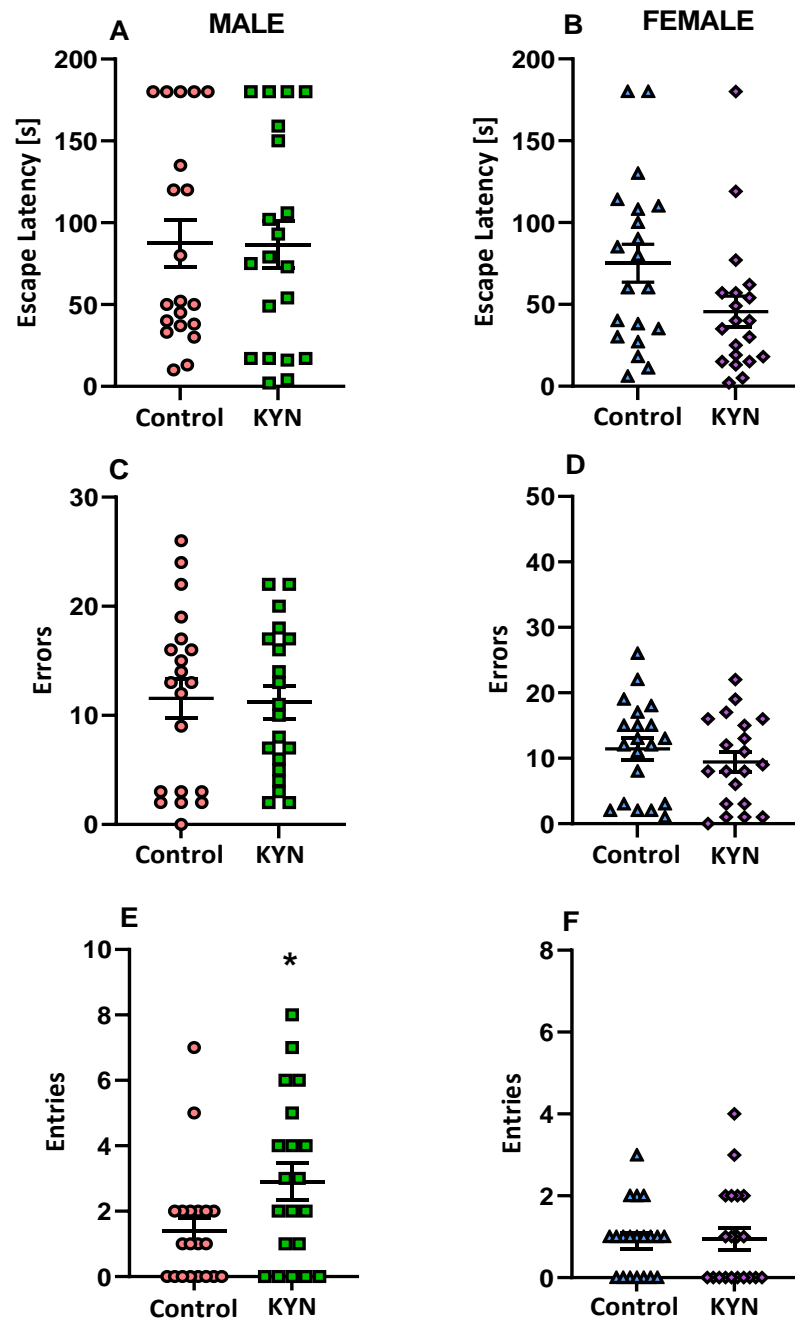 A MALE
B FEMALE
Escape Latency [s]
200
150
100
50
0
Control KYN
Escape Latency [s]
200
150
100
50
0
Control KYN
C
Errors
30
20
10
0
Control KYN
D
Errors
50
40
30
20
10
0
Control KYN
E
Entries
10
8
6
4
2
0
*
Control KYN
F
Entries
8
6
4
2
0
Control KYN